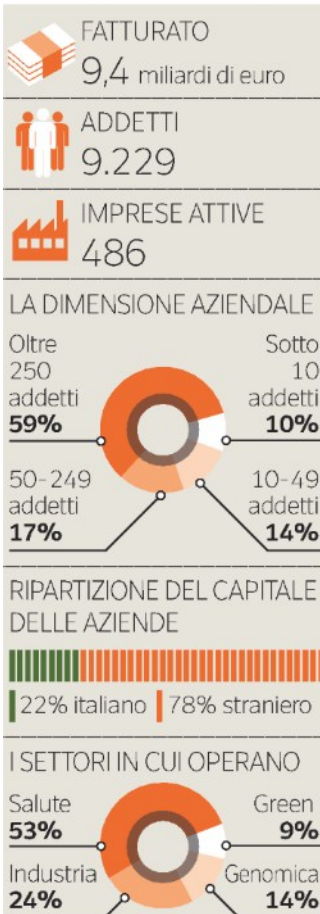 FATTURATO
9,4 miliardi di euro
ADDETTI
9.229
IMPRESE ATTIVE
486
LA DIMENSIONE AZIENDALE
Oltre
250
addetti
59%
Sotto
10
addetti
10%
50-249
addetti
17%
10-49
addetti
14%
RIPARTIZIONE DEL CAPITALE
DELLE AZIENDE
22% italiano
78% straniero
I SETTORI IN CUI OPERANO
Salute
53%
Green
9%
Industria
24%
Genomica
14%